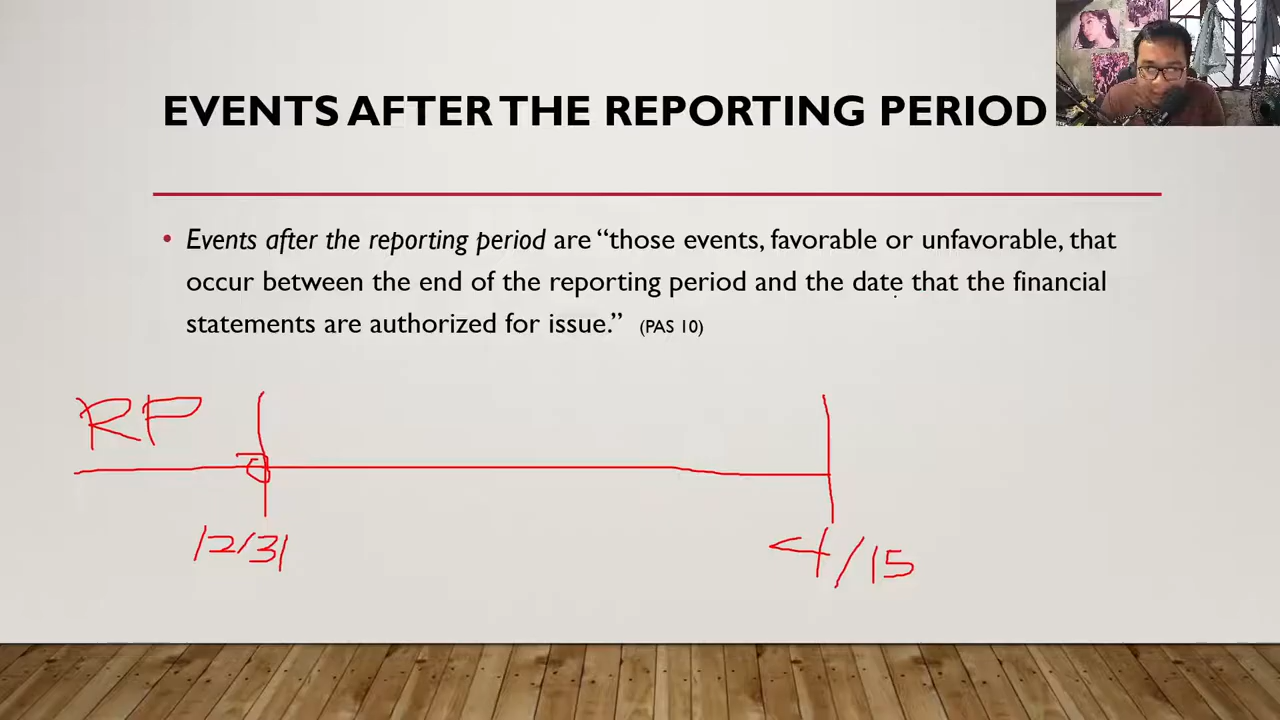 EVENTS AFTER THE REPORTING PERIOD
• Events after the reporting period are “those events, favorable or unfavorable, that
occur between the end of the reporting period and the date that the financial
statements are authorized for issue.” (PAS 10)
RP
12/31
4/15